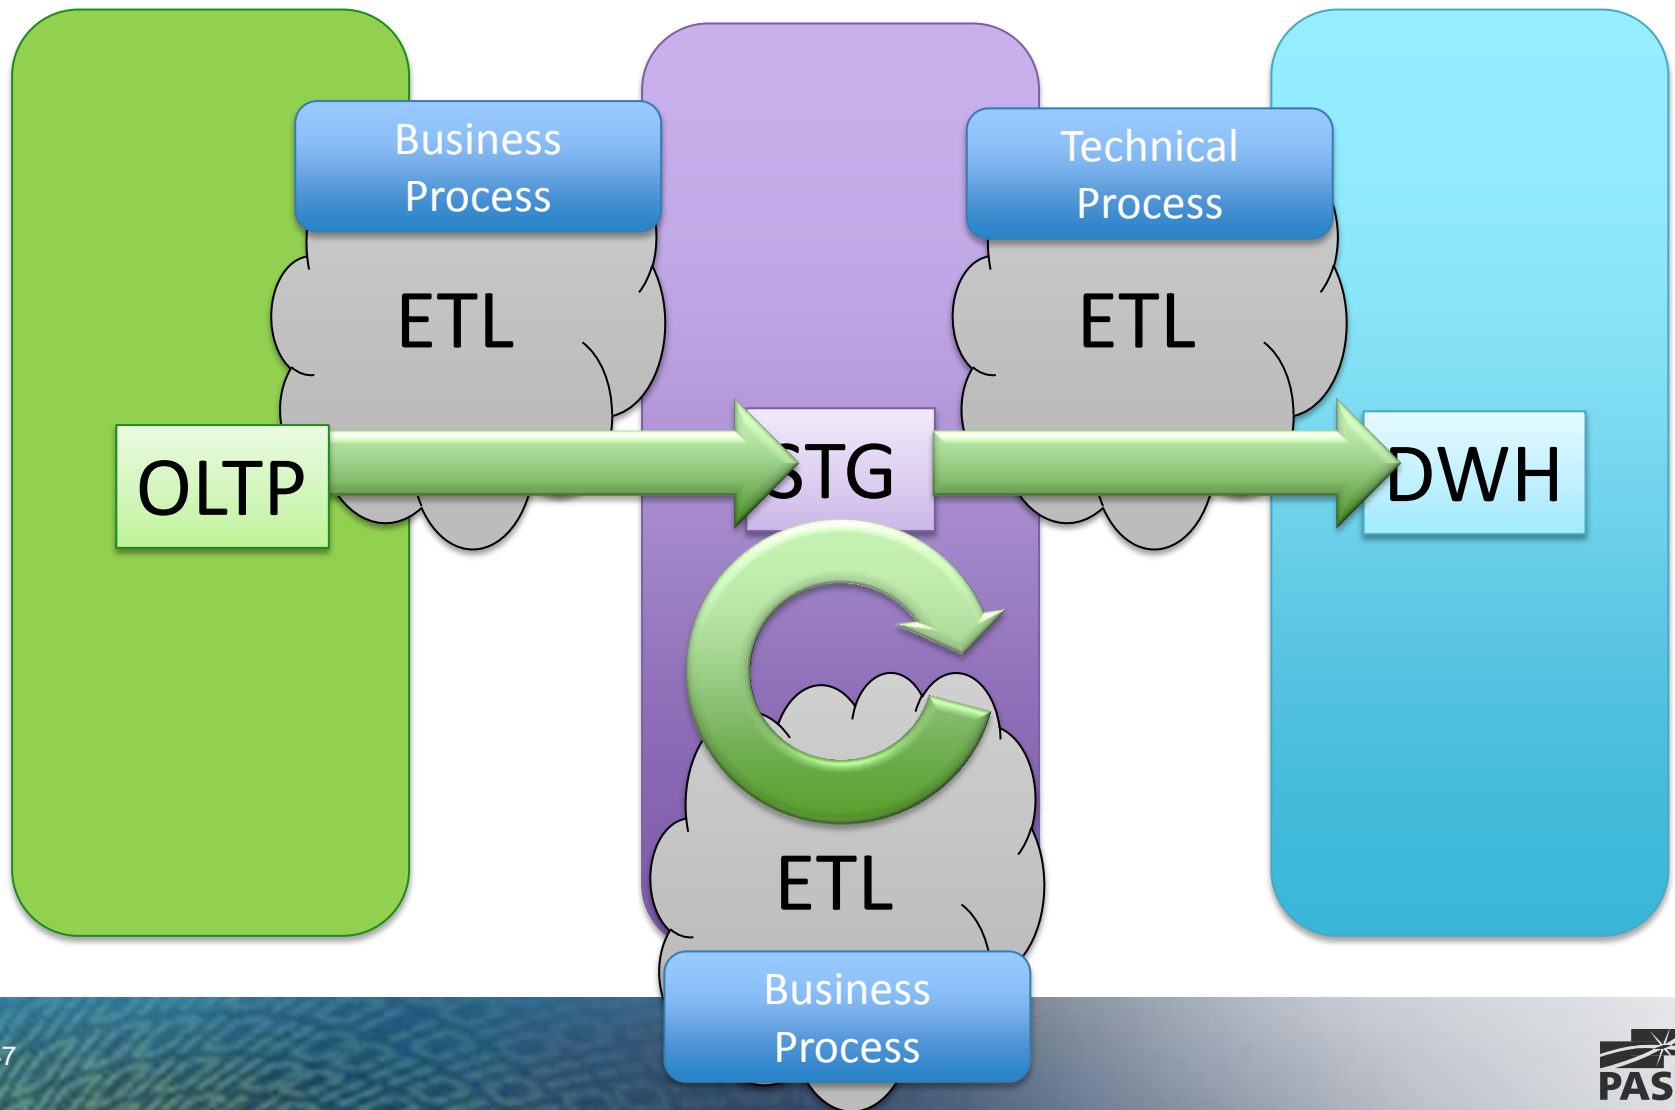 Business
Process
Technical
Process
ETL
ETL
OLTP
STG
DWH
ETL
Business
Process
7
PAS